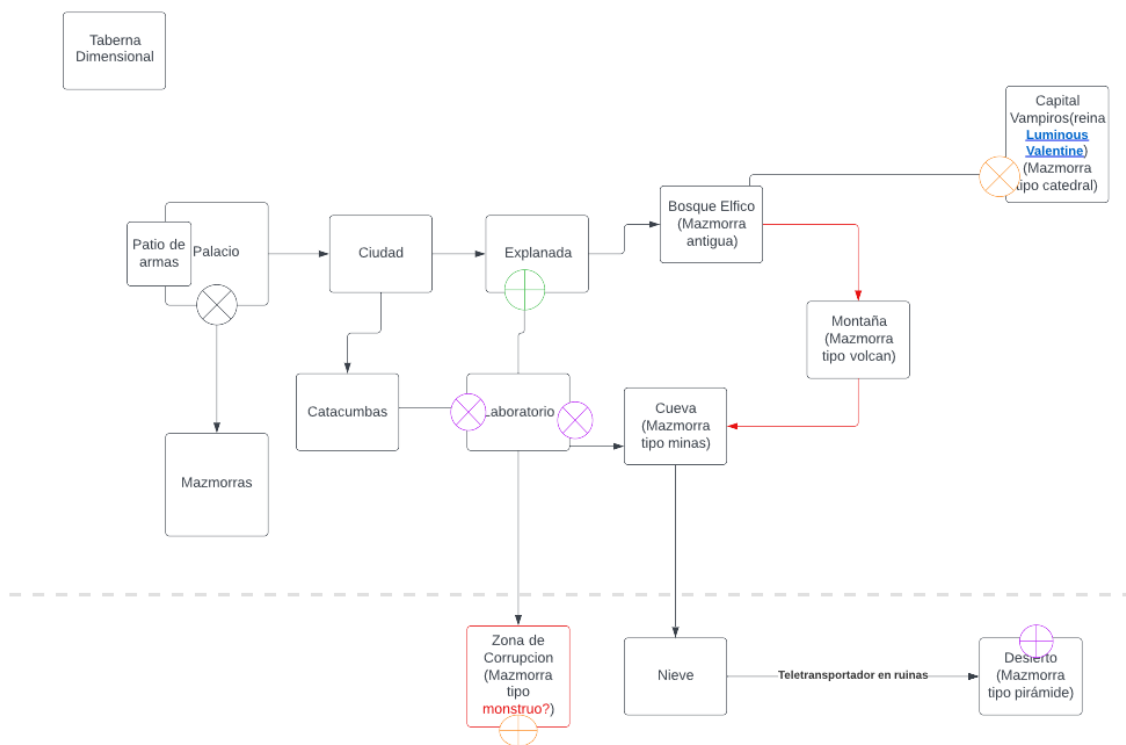 Taberna
Dimensional
Capital
Vampiros(reina
Luminous
Valentine)
(Mazmorra
tipo catedral)
Bosque Elfico
(Mazmorra
antigua)
Patio de
armas
Palacio
Ciudad
Explanada
Montaña
(Mazmorra
tipo volcan)
Catacumbas
Laboratorio
Cueva
(Mazmorra
tipo minas)
Mazmorras
Zona de
Corrupcion
(Mazmorra
tipo
monstruo?)
Nieve
Teletransportador en ruinas
Desierto
(Mazmorra
tipo pirámide)